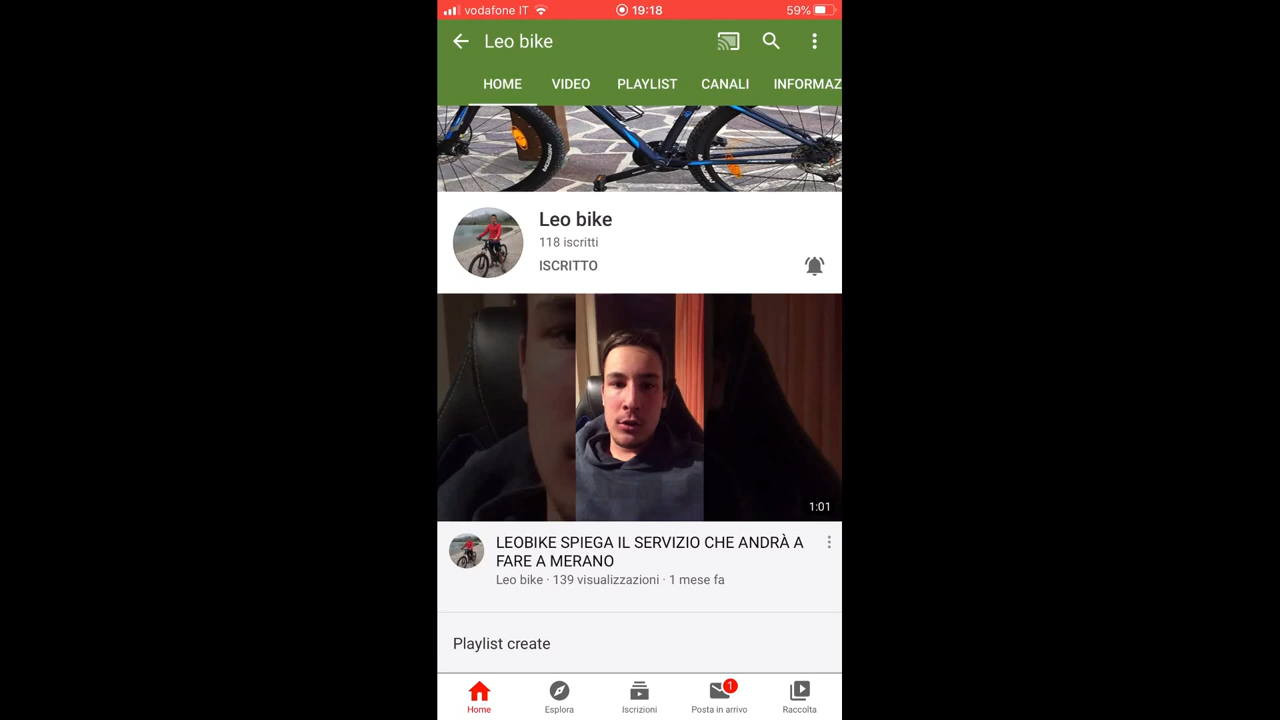 vodafone IT 19:18 59%
Leo bike
HOME VIDEO PLAYLIST CANALI INFORMAZ
Leo bike
118 iscritti
ISCRITTO
1:01
LEOBIKE SPIEGA IL SERVIZIO CHE ANDRÀ A
FARE A MERANO
Leo bike · 139 visualizzazioni · 1 mese fa
Playlist create
1
Home Esplora Iscrizioni Posta in arrivo Raccolta